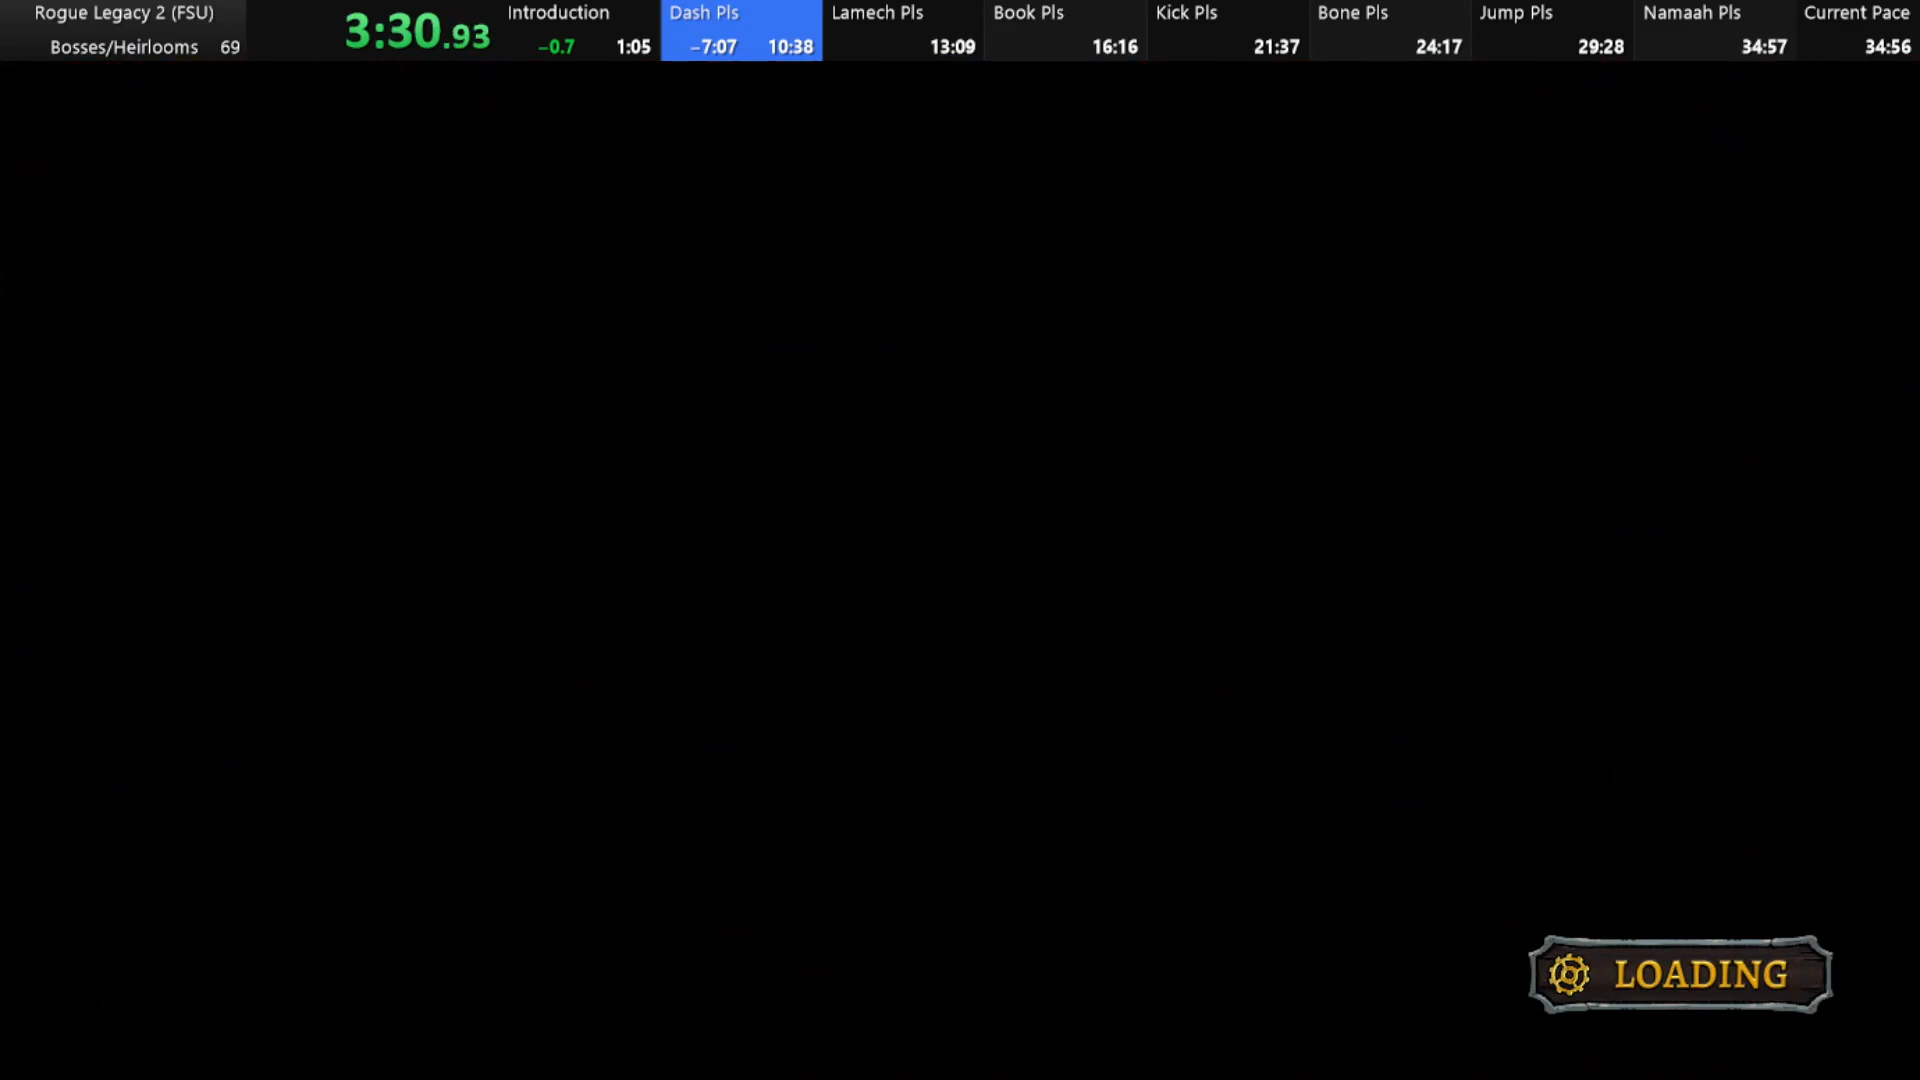 Rogue Legacy 2 (FSU)
Bosses/Heirlooms 69
3:30.93
Introduction
−0.7 1:05
Dash Pls
−7:07 10:38
Lamech Pls
13:09
Book Pls
16:16
Kick Pls
21:37
Bone Pls
24:17
Jump Pls
29:28
Namaah Pls
34:57
Current Pace
34:56
LOADING